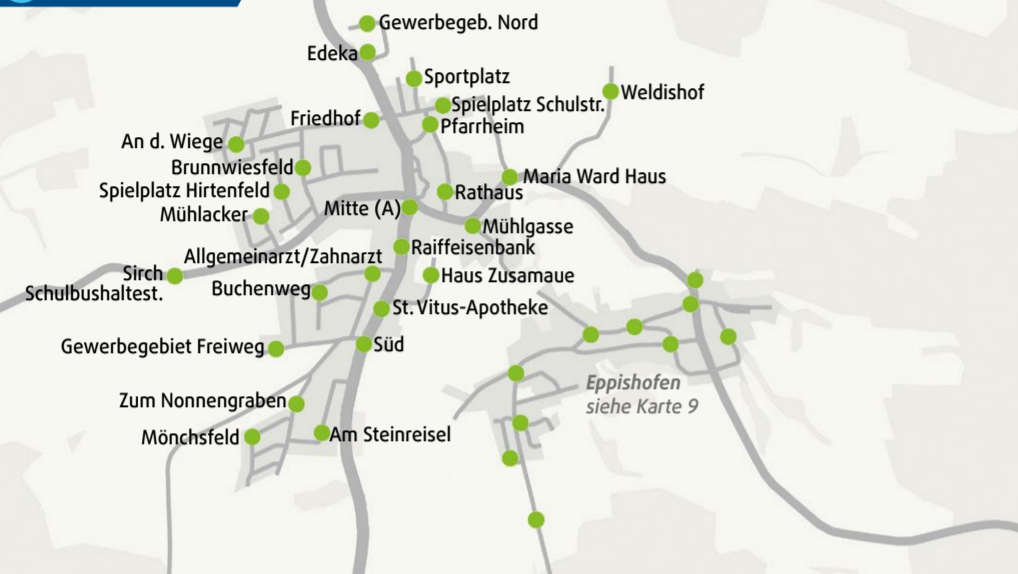 Gewerbegeb. Nord
Edeka
Sportplatz
Weldishof
Spielplatz Schulstr.
Friedhof
Pfarrheim
An d. Wiege
Brunnwiesfeld
Maria Ward Haus
Spielplatz Hirtenfeld
Rathaus
Mitte (A)
Mühlacker
Mühlgasse
Raiffeisenbank
Allgemeinarzt/Zahnarzt
Sirch
Schulbushaltest.
Haus Zusamaue
Buchenweg
St. Vitus-Apotheke
Gewerbegebiet Freiweg
Süd
Eppishofen
siehe Karte 9
Zum Nonnengraben
Mönchsfeld
Am Steinreisel